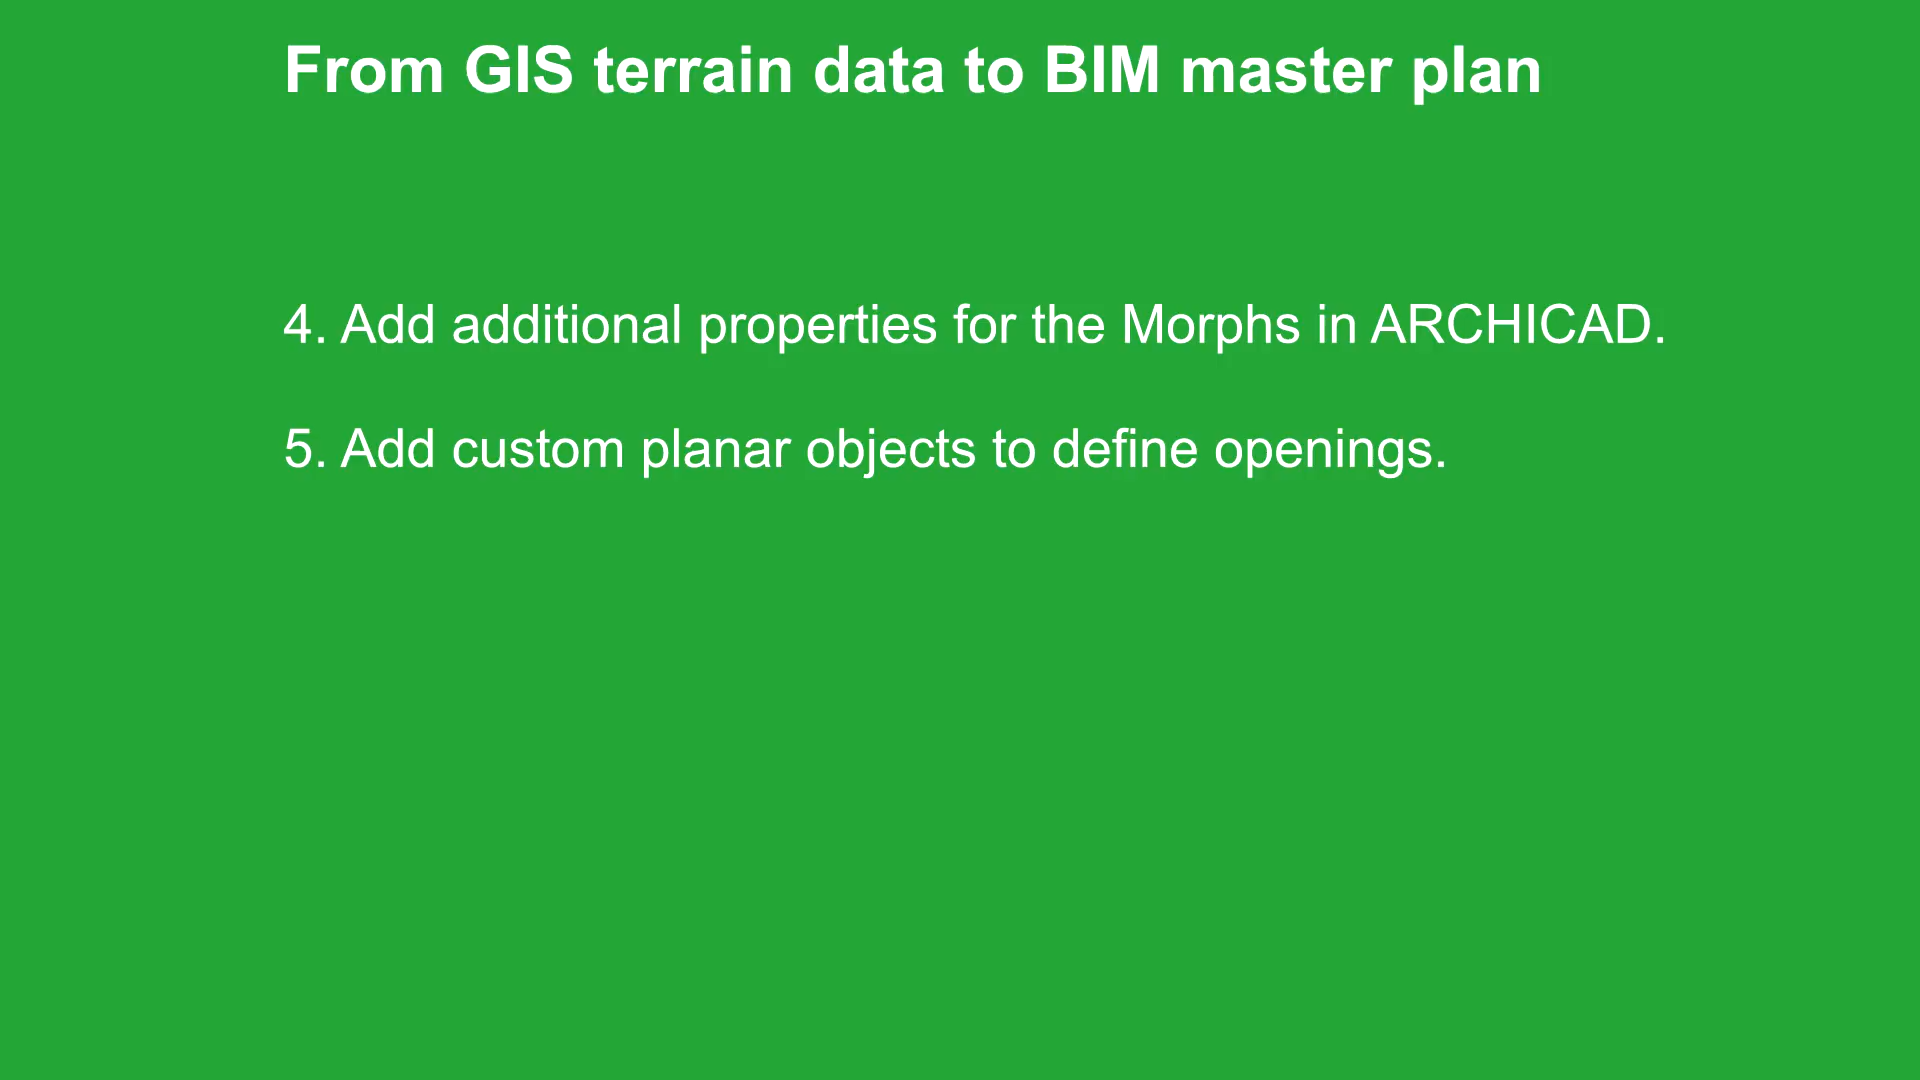 From GIS terrain data to BIM master plan
4. Add additional properties for the Morphs in ARCHICAD.
5. Add custom planar objects to define openings.